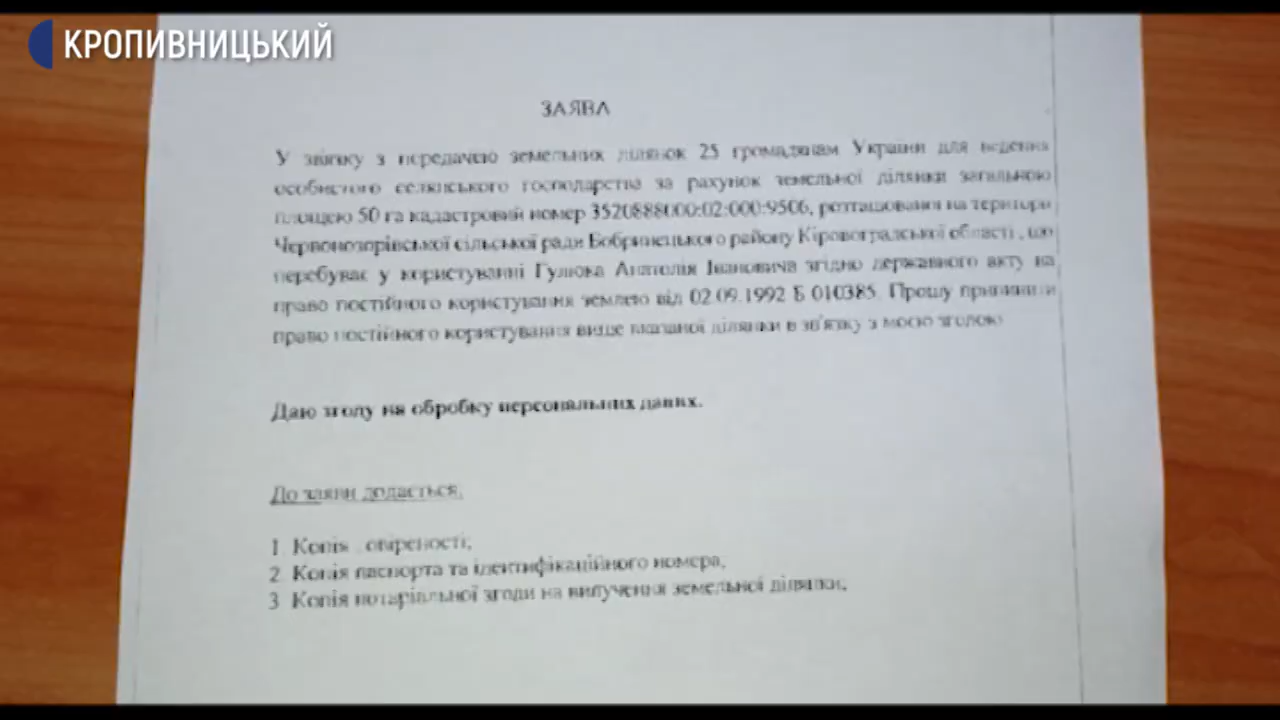 КРОПИВНИЦЬКИЙ
ЗАЯВА
У зв'язку з передачею земельних ділянок 25 громадянам України для ведення
особистого селянського господарства за рахунок земельної ділянки загальною
площею 50 га кадастровий номер 3520888000:02:000:9506, розташованої на території
Червонозорівської сільської ради Бобринецького району Кіровоградської області , що
перебуває у користуванні Гулюка Анатолія Івановича згідно державного акту на
право постійного користування землею від 02.09.1992 Б 010385. Прошу припинити
право постійного користування вище вказаної ділянки в зв'язку з моєю згодою
Даю згоду на обробку персональних даних.
До заяви додається:
1 Копія
2 Копія паспорта та ідентифікаційного номера,
3 Копія нотаріальної згоди на вилучення земельної ділянки;